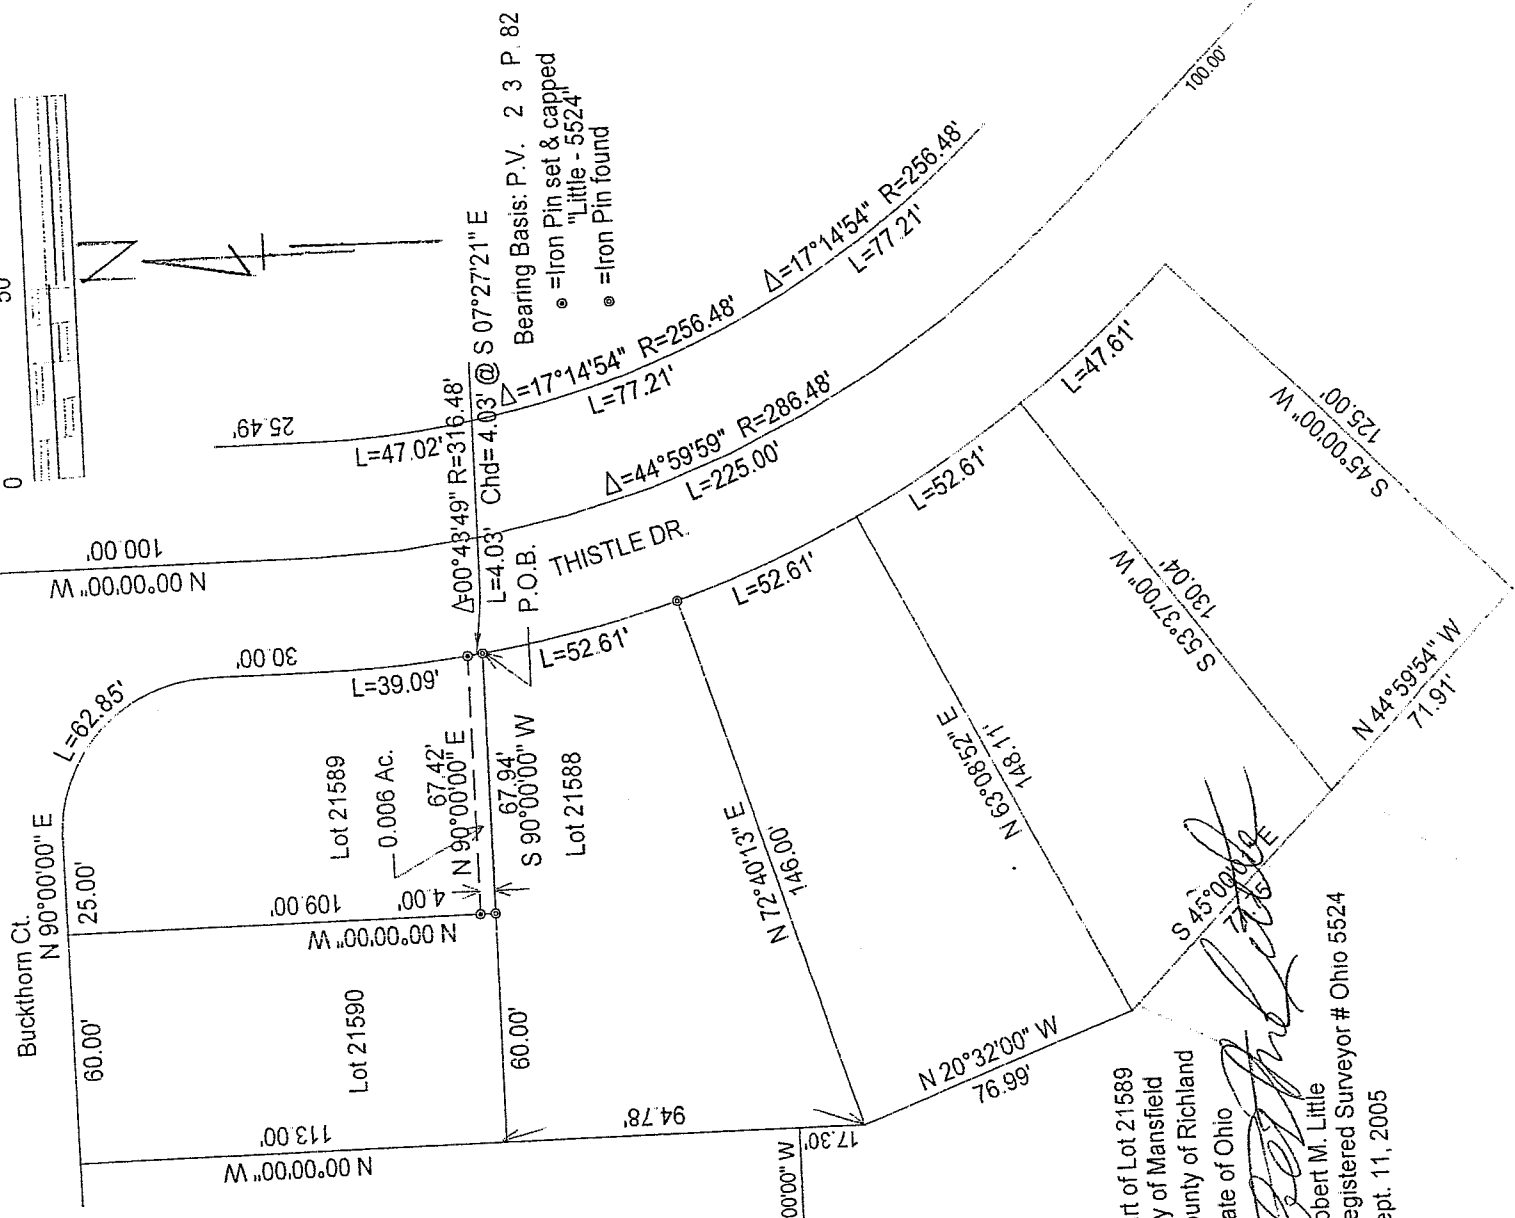 0
50
Bearing Basis: P.V. 2 3 P. 82
=Iron Pin set & capped
"Little - 5524"
=Iron Pin found
Buckthorn Ct.
N 90°00'00" E
60.00'
25.00'
L=62.85'
30.00'
L=39.09'
N 00°00'00" W
100.00'
25.49'
L=47.02'
Δ=00°43'49" R=316.48'
L=4.03' Chd= 4.03' @ S 07°27'21" E
P.O.B.
THISTLE DR.
Δ=17°14'54" R=256.48'
L=77.21'
Δ=17°14'54" R=256.48'
L=77.21'
Δ=44°59'59" R=286.48'
L=225.00'
100.00'
Lot 21589
0.006 Ac.
67.42'
N 90°00'00" E
67.94'
S 90°00'00" W
Lot 21588
109.00'
4.00'
N 00°00'00" W
Lot 21590
60.00'
113.00'
N 00°00'00" W
94.78'
17.30'
00'00" W
L=52.61'
L=52.61'
L=52.61'
L=47.61'
N 72°40'13" E
146.00'
N 63°08'52" E
148.11'
S 53°37'00" W
130.04'
S 45°00'00" W
125.00'
N 44°59'54" W
71.91'
N 20°32'00" W
76.99'
S 45°00'01" E
rt of Lot 21589
y of Mansfield
unty of Richland
ate of Ohio
obert M. Little
egistered Surveyor # Ohio 5524
ept. 11, 2005